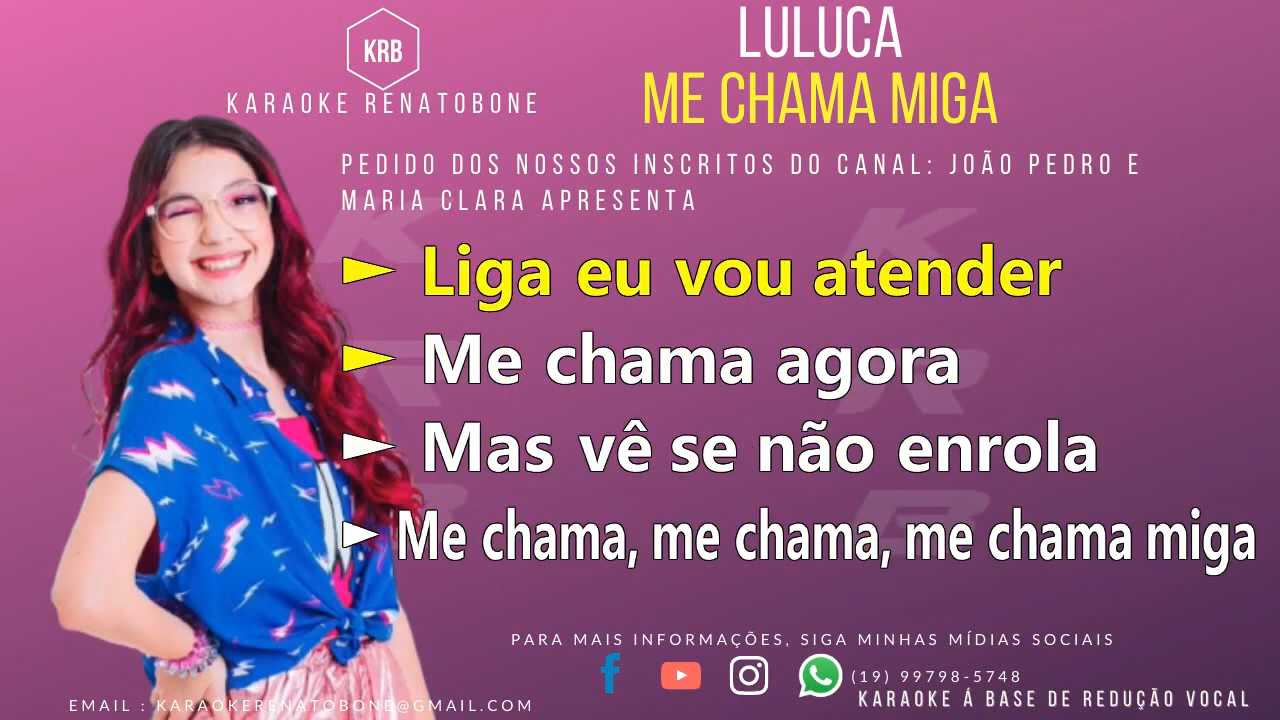 KRB
KARAOKE RENATOBONE
LULUCA
ME CHAMA MIGA
PEDIDO DOS NOSSOS INSCRITOS DO CANAL: JOÃO PEDRO E
MARIA CLARA APRESENTA
Liga eu vou atender
Me chama agora
Mas vê se não enrola
Me chama, me chama, me chama miga
K R B
K R B
PARA MAIS INFORMAÇÕES, SIGA MINHAS MÍDIAS SOCIAIS
(19) 99798-5748
KARAOKE Á BASE DE REDUÇÃO VOCAL
EMAIL : KARAOKERENATOBONE@GMAIL.COM